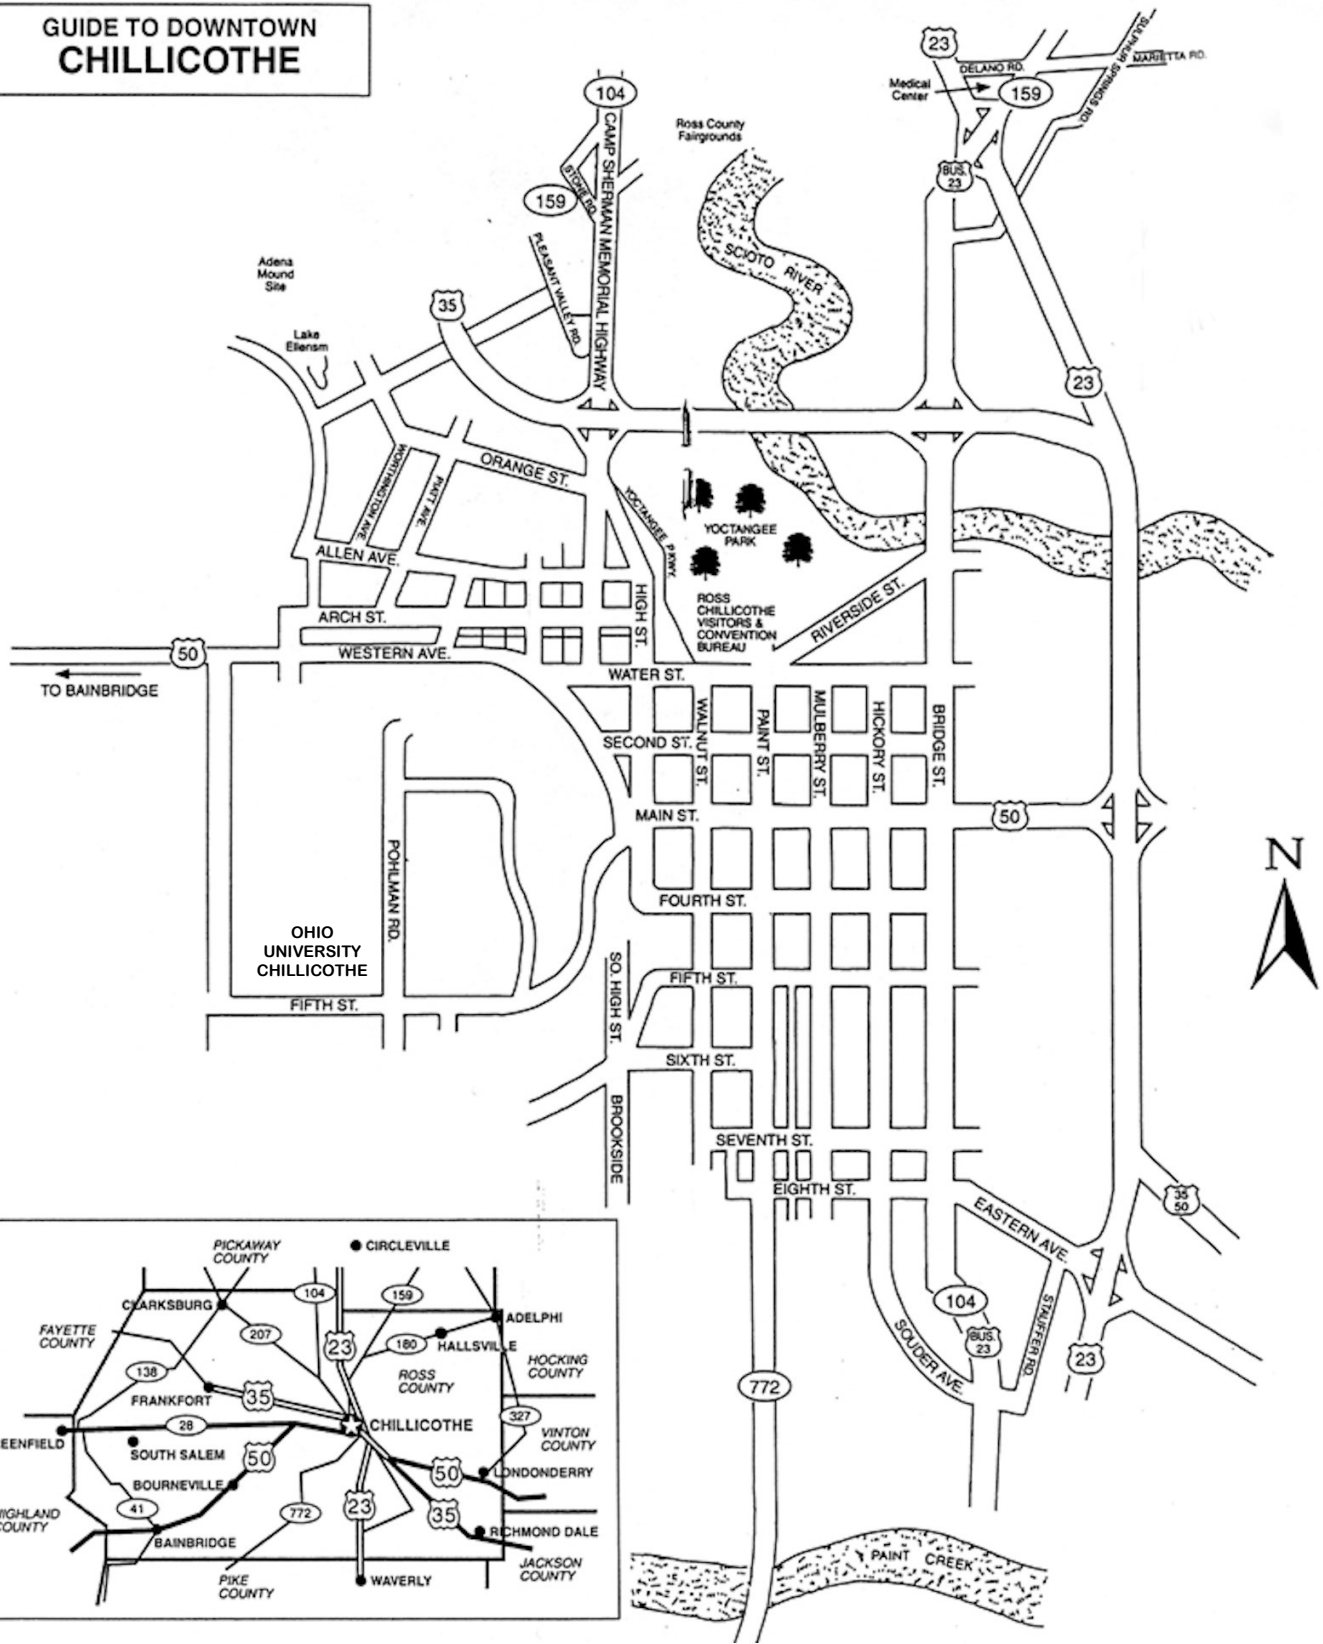 GUIDE TO DOWNTOWN
CHILLICOTHE
23
DELANO RD.
MARIETTA RD.
SULPHUR SPRINGS RD.
Medical
Center
159
104
CAMP SHERMAN MEMORIAL HIGHWAY
Ross County
Fairgrounds
STONE RD.
159
BUS.
23
PLEASANT VALLEY RD.
SCIOTO RIVER
Adena
Mound
Site
35
Lake
Ellensm
23
WORTHINGTON AVE.
PIATT AVE.
ORANGE ST.
YOCTANGEE PKWY.
YOCTANGEE
PARK
ALLEN AVE.
ROSS
CHILLICOTHE
VISITORS &
CONVENTION
BUREAU
RIVERSIDE ST.
HIGH ST.
ARCH ST.
50
WESTERN AVE.
TO BAINBRIDGE
WATER ST.
WALNUT ST.
PAINT ST.
MULBERRY ST.
HICKORY ST.
BRIDGE ST.
SECOND ST.
MAIN ST.
50
POHLMAN RD.
N
FOURTH ST.
OHIO
UNIVERSITY
CHILLICOTHE
SO. HIGH ST.
FIFTH ST.
FIFTH ST.
SIXTH ST.
BROOKSIDE
SEVENTH ST.
EIGHTH ST.
35
50
EASTERN AVE.
104
BUS.
23
STAUFFER RD.
SOUDER AVE.
23
772
PAINT CREEK
PICKAWAY
COUNTY
CIRCLEVILLE
CLARKSBURG
104
159
ADELPHI
FAYETTE
COUNTY
207
23
180
HALLSVILLE
HOCKING
COUNTY
138
ROSS
COUNTY
FRANKFORT
35
28
CHILLICOTHE
327
VINTON
COUNTY
REENFIELD
SOUTH SALEM
50
50
LONDONDERRY
BOURNEVILLE
41
772
23
35
HIGHLAND
COUNTY
BAINBRIDGE
RICHMOND DALE
JACKSON
COUNTY
PIKE
COUNTY
WAVERLY